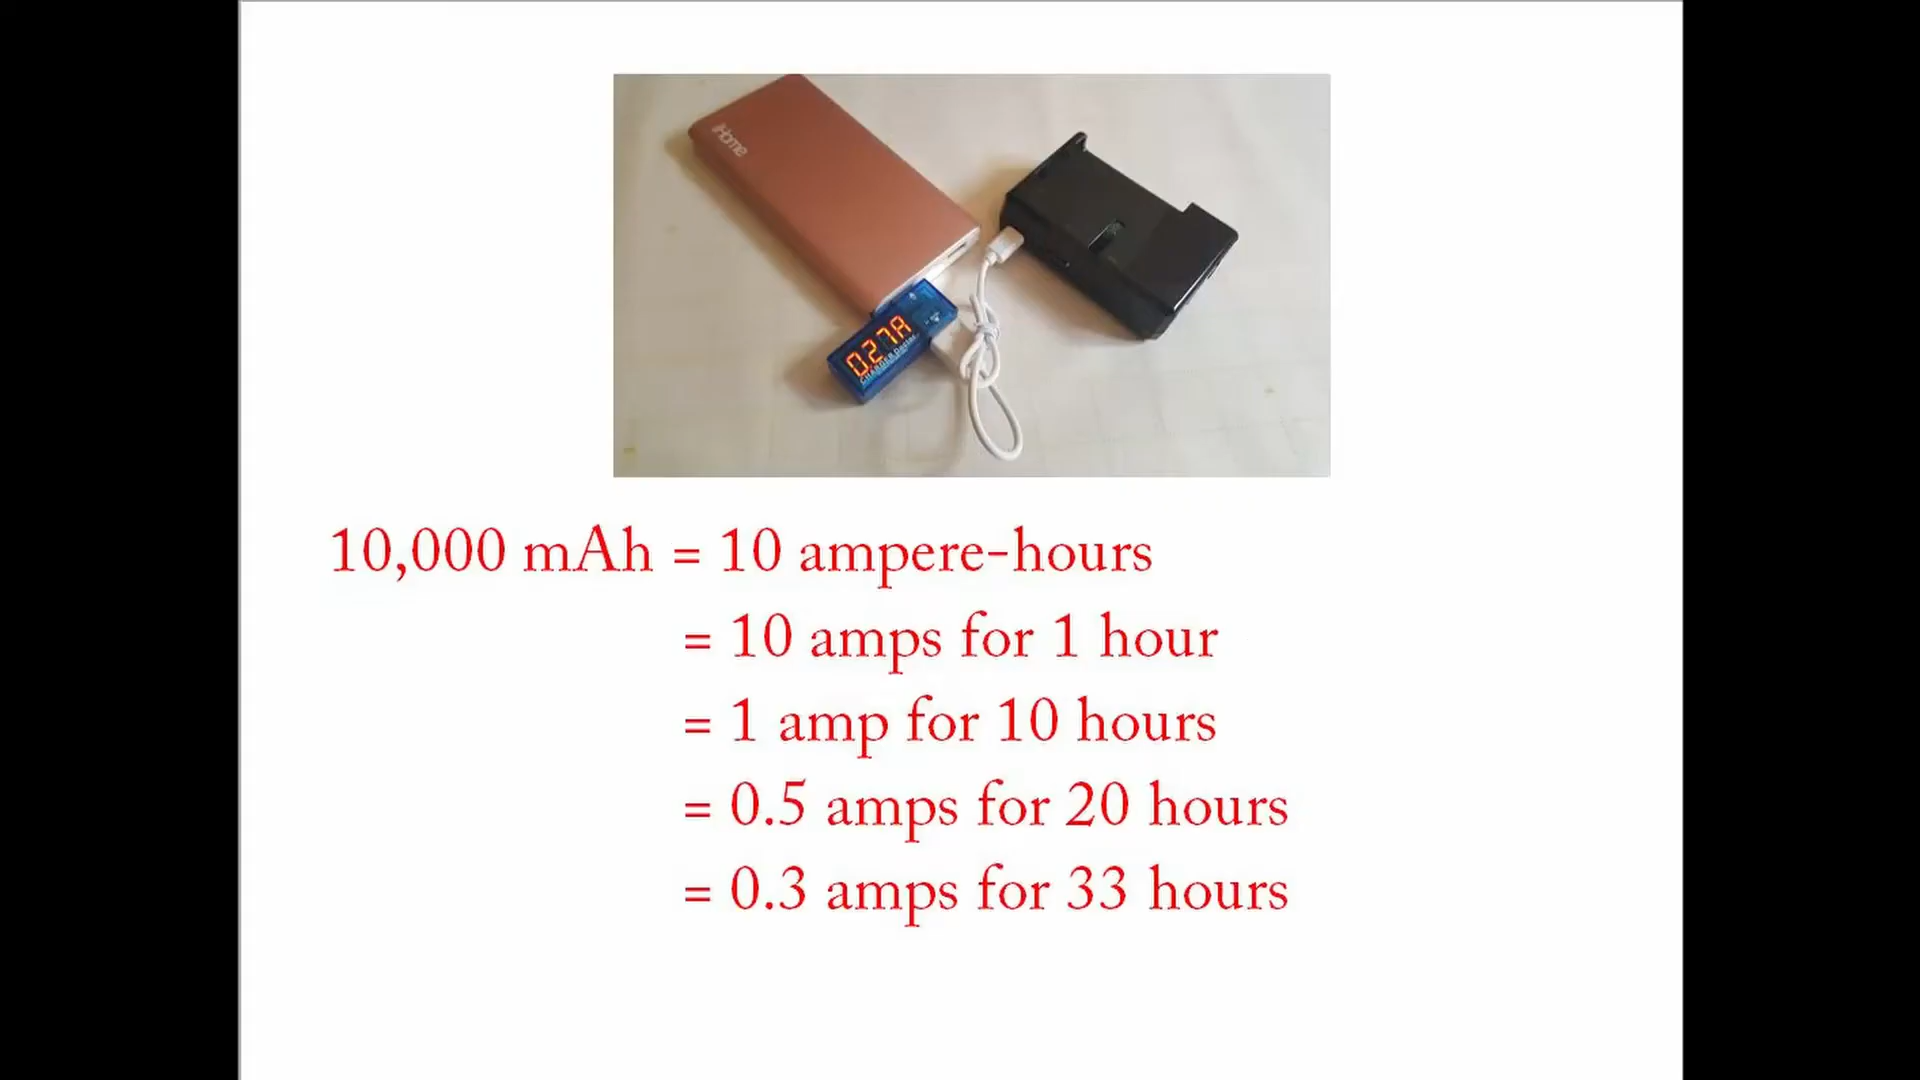 iHome
0.27A
10,000 mAh = 10 ampere-hours
= 10 amps for 1 hour
= 1 amp for 10 hours
= 0.5 amps for 20 hours
= 0.3 amps for 33 hours